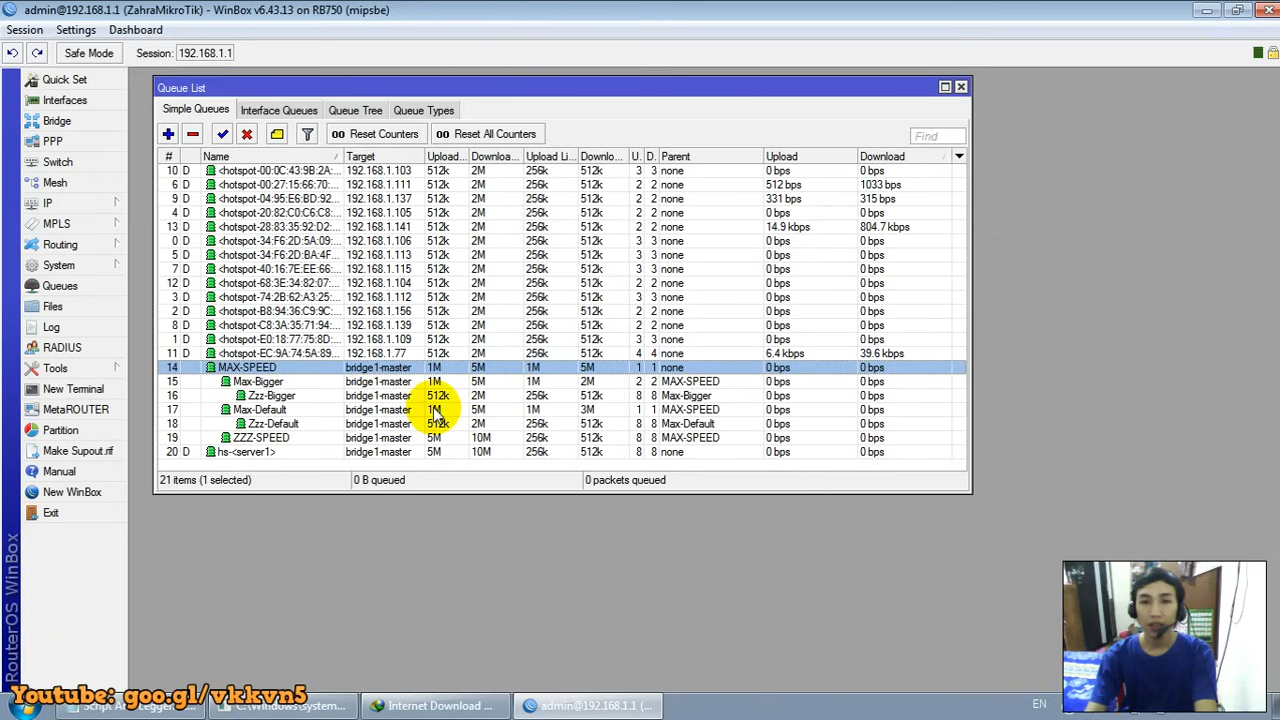 admin@192.168.1.1 (ZahraMikroTik) - WinBox v6.43.13 on RB750 (mipsbe)
Session Settings Dashboard
Safe Mode Session: 192.168.1.1
Quick Set
Interfaces
Bridge
PPP
Switch
Mesh
IP
MPLS
Routing
System
Queues
Files
Log
RADIUS
Tools
New Terminal
MetaROUTER
Partition
Make Supout.rif
Manual
New WinBox
Exit
RouterOS WinBox
Queue List
Simple Queues Interface Queues Queue Tree Queue Types
00 Reset Counters 00 Reset All Counters Find
# Name Target Upload... Downloa... Upload Li... Downlo... U. D. Parent Upload Download
10 D <hotspot-00:0C:43:9B:2A:... 192.168.1.103 512k 2M 256k 512k 3 3 none 0 bps 0 bps
6 D <hotspot-00:27:15:66:70:... 192.168.1.111 512k 2M 256k 512k 2 2 none 512 bps 1033 bps
9 D <hotspot-04:95:E6:BD:92... 192.168.1.137 512k 2M 256k 512k 2 2 none 331 bps 315 bps
4 D <hotspot-20:82:C0:C6:C8:... 192.168.1.105 512k 2M 256k 512k 2 2 none 0 bps 0 bps
13 D <hotspot-28:83:35:92:D2... 192.168.1.141 512k 2M 256k 512k 2 2 none 14.9 kbps 804.7 kbps
0 D <hotspot-34:F6:2D:5A:09:... 192.168.1.106 512k 2M 256k 512k 3 3 none 0 bps 0 bps
5 D <hotspot-34:F6:2D:BA:4F... 192.168.1.113 512k 2M 256k 512k 3 3 none 0 bps 0 bps
7 D <hotspot-40:16:7E:EE:66:... 192.168.1.115 512k 2M 256k 512k 2 2 none 0 bps 0 bps
12 D <hotspot-68:3E:34:82:07:... 192.168.1.104 512k 2M 256k 512k 3 3 none 0 bps 0 bps
3 D <hotspot-74:2B:62:A3:25:... 192.168.1.112 512k 2M 256k 512k 2 2 none 0 bps 0 bps
2 D <hotspot-B8:94:36:C9:9C:... 192.168.1.156 512k 2M 256k 512k 2 2 none 0 bps 0 bps
8 D <hotspot-C8:3A:35:71:94:... 192.168.1.139 512k 2M 256k 512k 2 2 none 0 bps 0 bps
1 D <hotspot-E0:18:77:75:8D:... 192.168.1.109 512k 2M 256k 512k 2 2 none 0 bps 0 bps
11 D <hotspot-EC:9A:74:5A:89... 192.168.1.77 512k 2M 256k 512k 4 4 none 6.4 kbps 39.6 kbps
14 MAX-SPEED bridge1-master 1M 5M 1M 5M 1 1 none 0 bps 0 bps
15 Max-Bigger bridge1-master 1M 5M 1M 2M 2 2 MAX-SPEED 0 bps 0 bps
16 Zzz-Bigger bridge1-master 512k 2M 256k 512k 8 8 Max-Bigger 0 bps 0 bps
17 Max-Default bridge1-master 1M 5M 1M 3M 1 1 MAX-SPEED 0 bps 0 bps
18 Zzz-Default bridge1-master 512k 2M 256k 512k 8 8 Max-Default 0 bps 0 bps
19 ZZZ-SPEED bridge1-master 5M 10M 256k 512k 8 8 MAX-SPEED 0 bps 0 bps
20 D hs-<server1> bridge1-master 5M 10M 256k 512k 8 8 none 0 bps 0 bps
21 items (1 selected) 0 B queued 0 packets queued
Youtube: goo.gl/vkkvn5
C:\Windows\system... Internet Download ... admin@192.168.1.1 (... EN